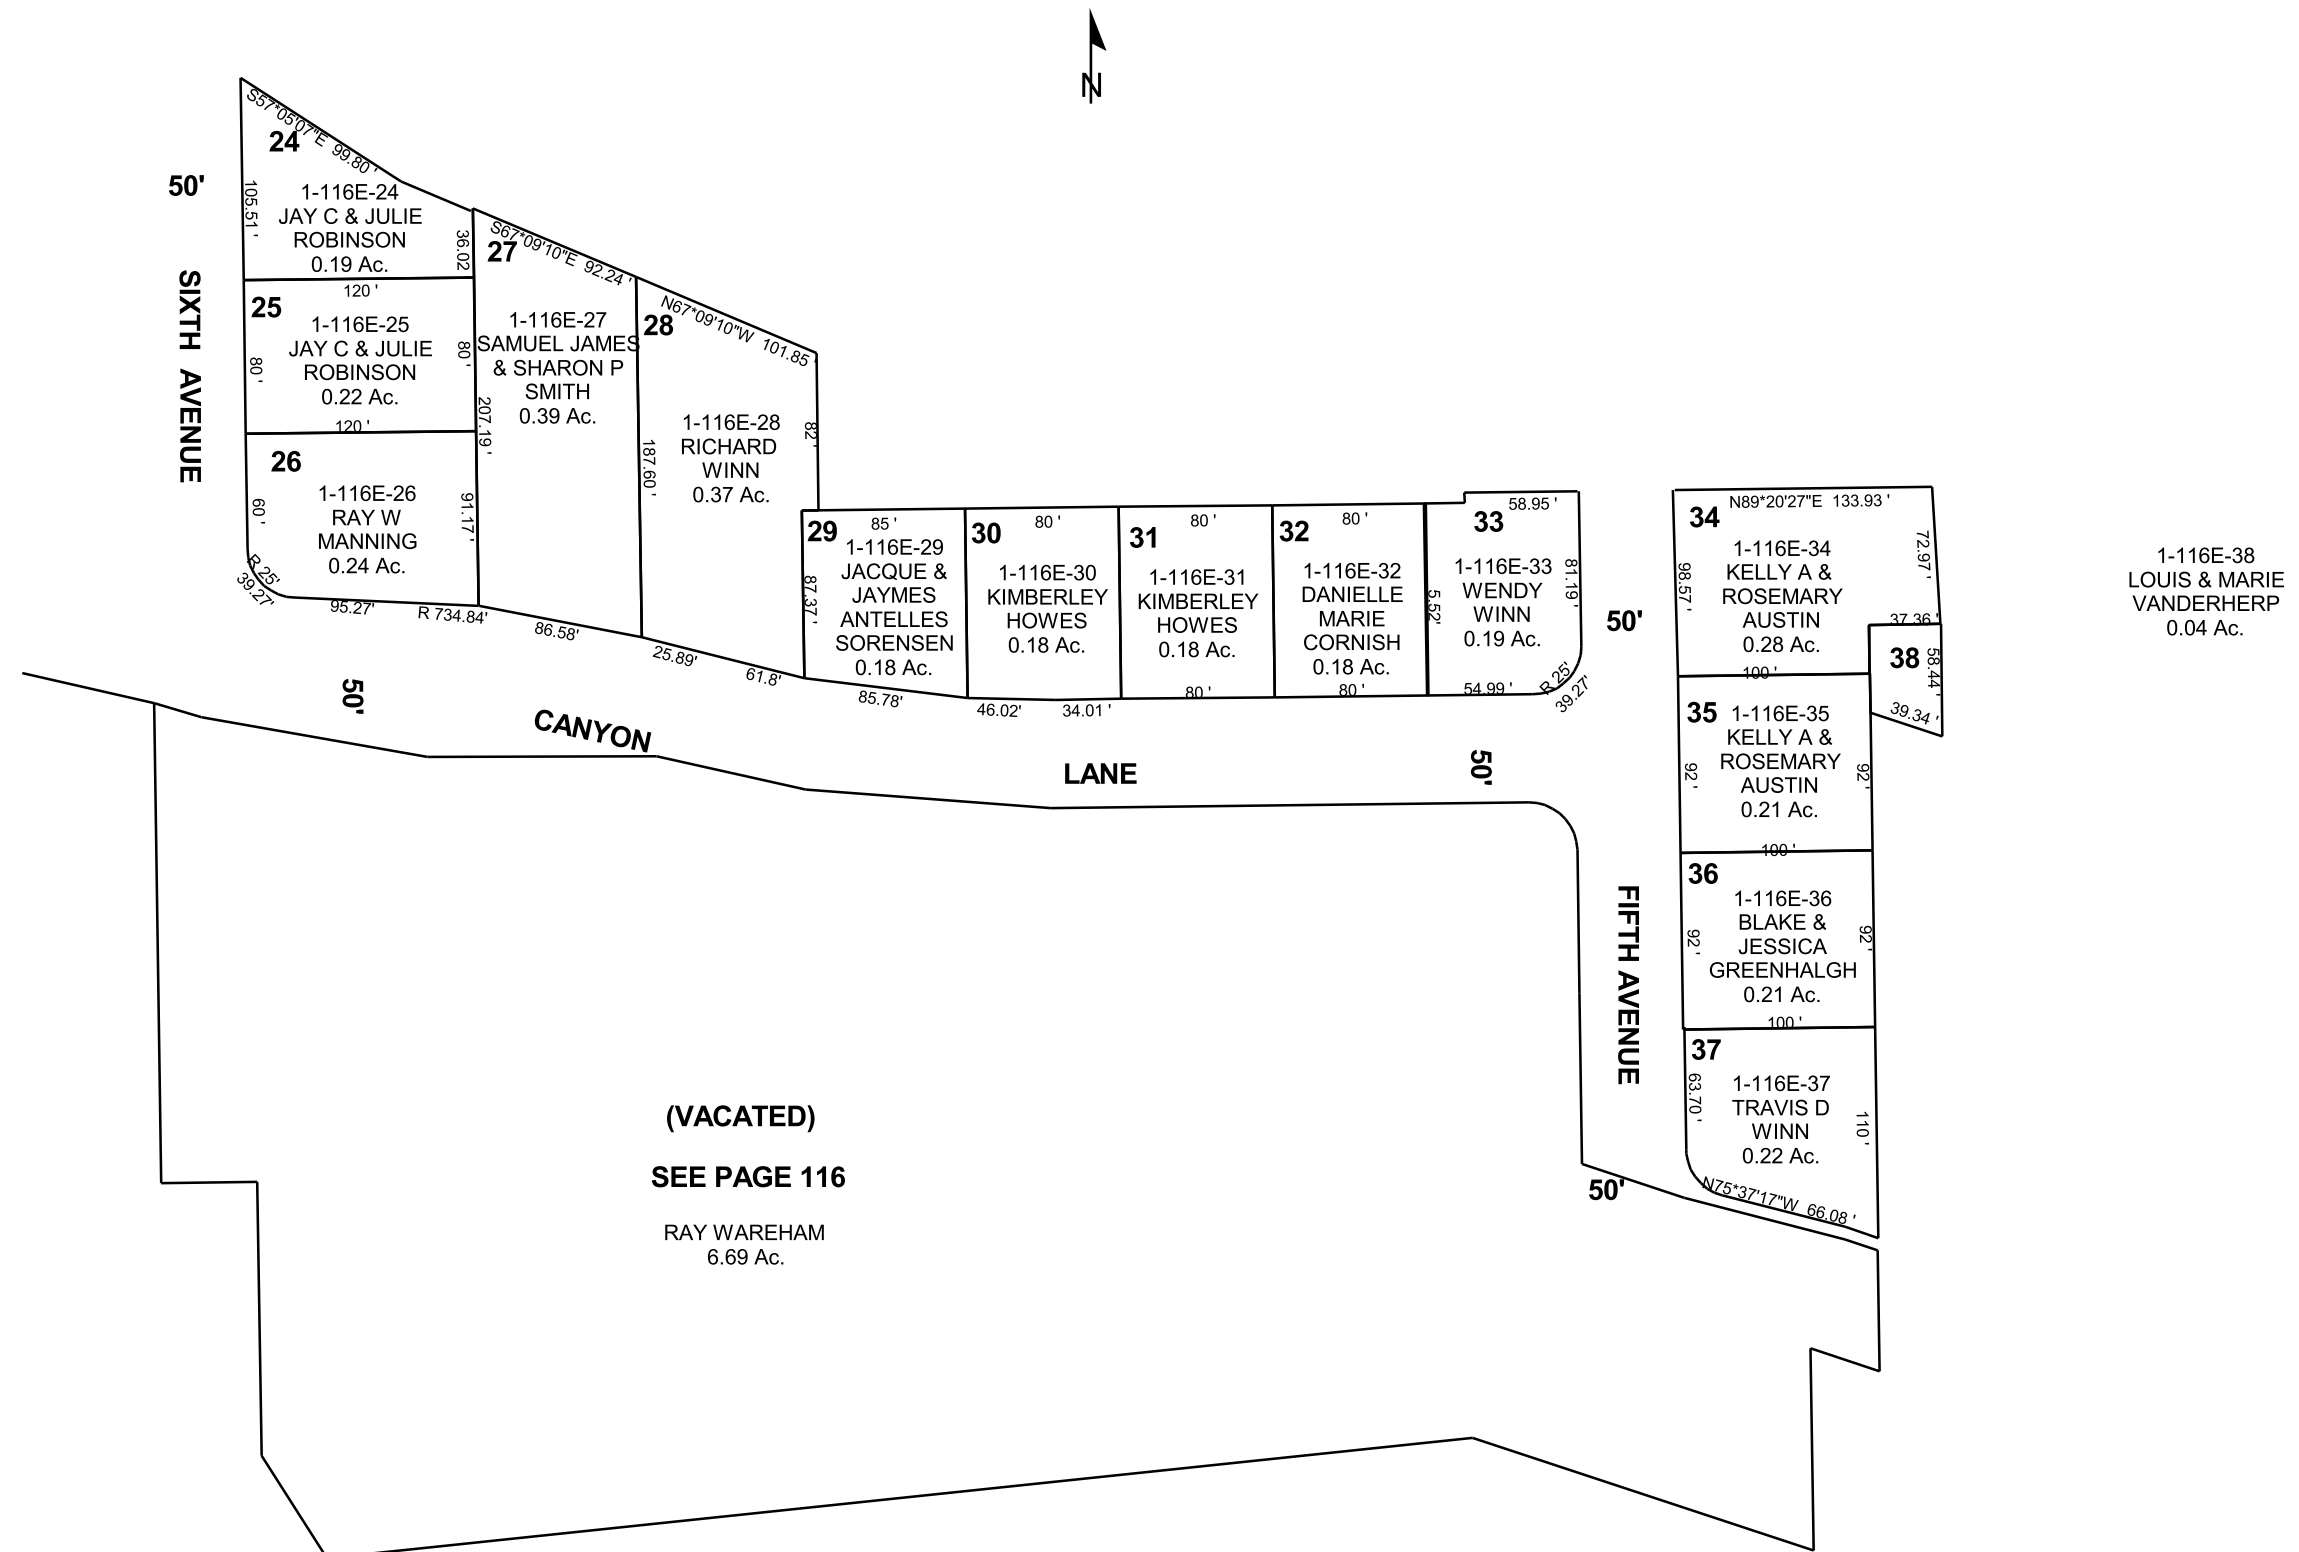 N
S57*05'07"E 99.80 '
24
50'
105.51 '
1-116E-24
JAY C & JULIE
ROBINSON
0.19 Ac.
36.02
120 '
SIXTH AVENUE
25
1-116E-25
JAY C & JULIE
ROBINSON
0.22 Ac.
80 '
80 '
120 '
26
1-116E-26
RAY W
MANNING
0.24 Ac.
60 '
91.17 '
R 25'
39.27'
95.27'
R 734.84'
S67*09'10"E 92.24 '
27
1-116E-27
SAMUEL JAMES
& SHARON P
SMITH
0.39 Ac.
207.19 '
86.58'
N67*09'10"W 101.85 '
28
1-116E-28
RICHARD
WINN
0.37 Ac.
82 '
187.60 '
25.89'
61.8'
29
85 '
1-116E-29
JACQUE &
JAYMES
ANTELLES
SORENSEN
0.18 Ac.
87.37 '
85.78'
30
80 '
1-116E-30
KIMBERLEY
HOWES
0.18 Ac.
46.02'
34.01 '
31
80 '
1-116E-31
KIMBERLEY
HOWES
0.18 Ac.
80 '
32
80 '
1-116E-32
DANIELLE
MARIE
CORNISH
0.18 Ac.
80 '
58.95 '
33
1-116E-33
WENDY
WINN
0.19 Ac.
5.52'
81.19 '
54.99 '
R 25'
39.27'
50'
N89*20'27"E 133.93 '
34
1-116E-34
KELLY A &
ROSEMARY
AUSTIN
0.28 Ac.
98.57 '
72.97 '
37.36 '
100 '
38
58.44 '
39.34 '
1-116E-38
LOUIS & MARIE
VANDERHERP
0.04 Ac.
35
1-116E-35
KELLY A &
ROSEMARY
AUSTIN
0.21 Ac.
92 '
92 '
100 '
36
1-116E-36
BLAKE &
JESSICA
GREENHALGH
0.21 Ac.
92 '
92 '
100 '
37
1-116E-37
TRAVIS D
WINN
0.22 Ac.
63.70 '
110 '
N75*37'17"W 66.08 '
50'
CANYON
LANE
50'
FIFTH AVENUE
50'
(VACATED)
SEE PAGE 116
RAY WAREHAM
6.69 Ac.